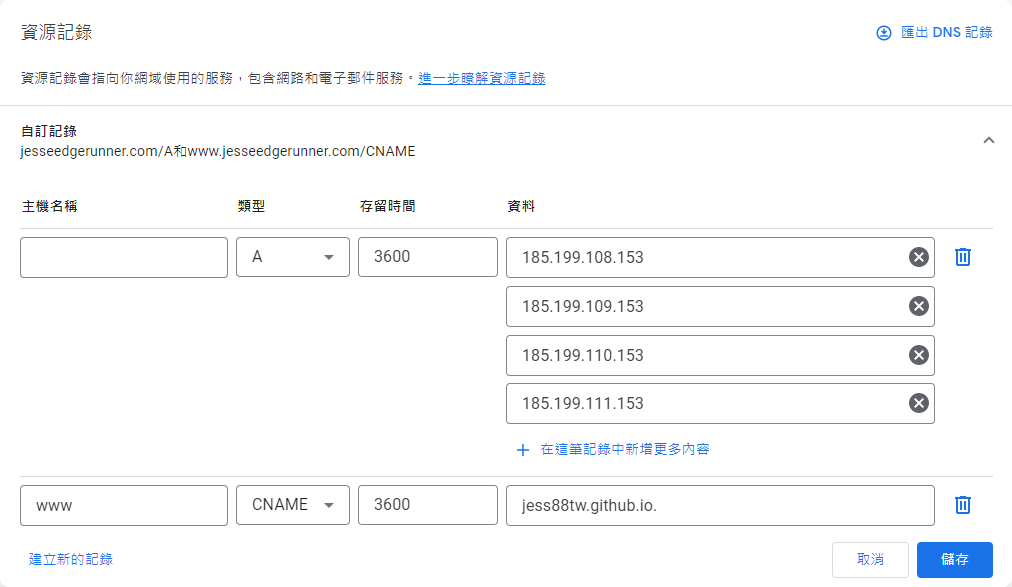 資源記錄
匯出 DNS 記錄
資源記錄會指向你網域使用的服務，包含網路和電子郵件服務。進一步瞭解資源記錄
自訂記錄
jesseedgerunner.com/A和www.jesseedgerunner.com/CNAME
主機名稱 類型 存留時間 資料
A 3600 185.199.108.153
185.199.109.153
185.199.110.153
185.199.111.153
在這筆記錄中新增更多內容
www CNAME 3600 jess88tw.github.io.
建立新的記錄 取消 儲存